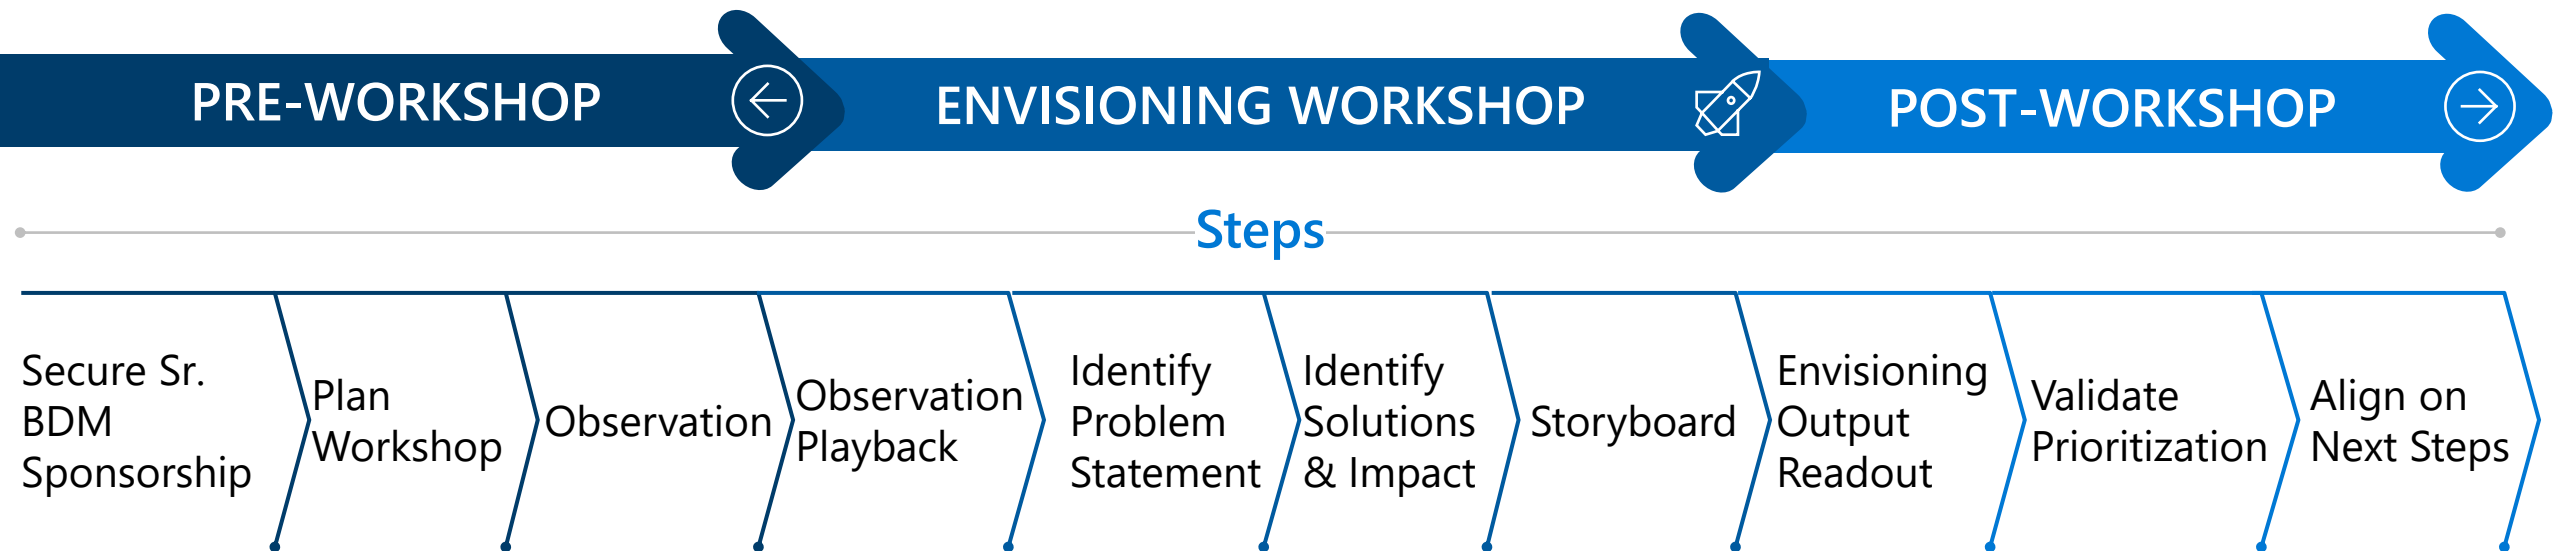 PRE-WORKSHOP
ENVISIONING WORKSHOP
POST-WORKSHOP
Steps
Secure Sr.
BDM
Sponsorship
Plan
Workshop
Observation
Observation
Playback
Identify
Problem
Statement
Identify
Solutions
& Impact
Storyboard
Envisioning
Output
Readout
Validate
Prioritization
Align on
Next Steps